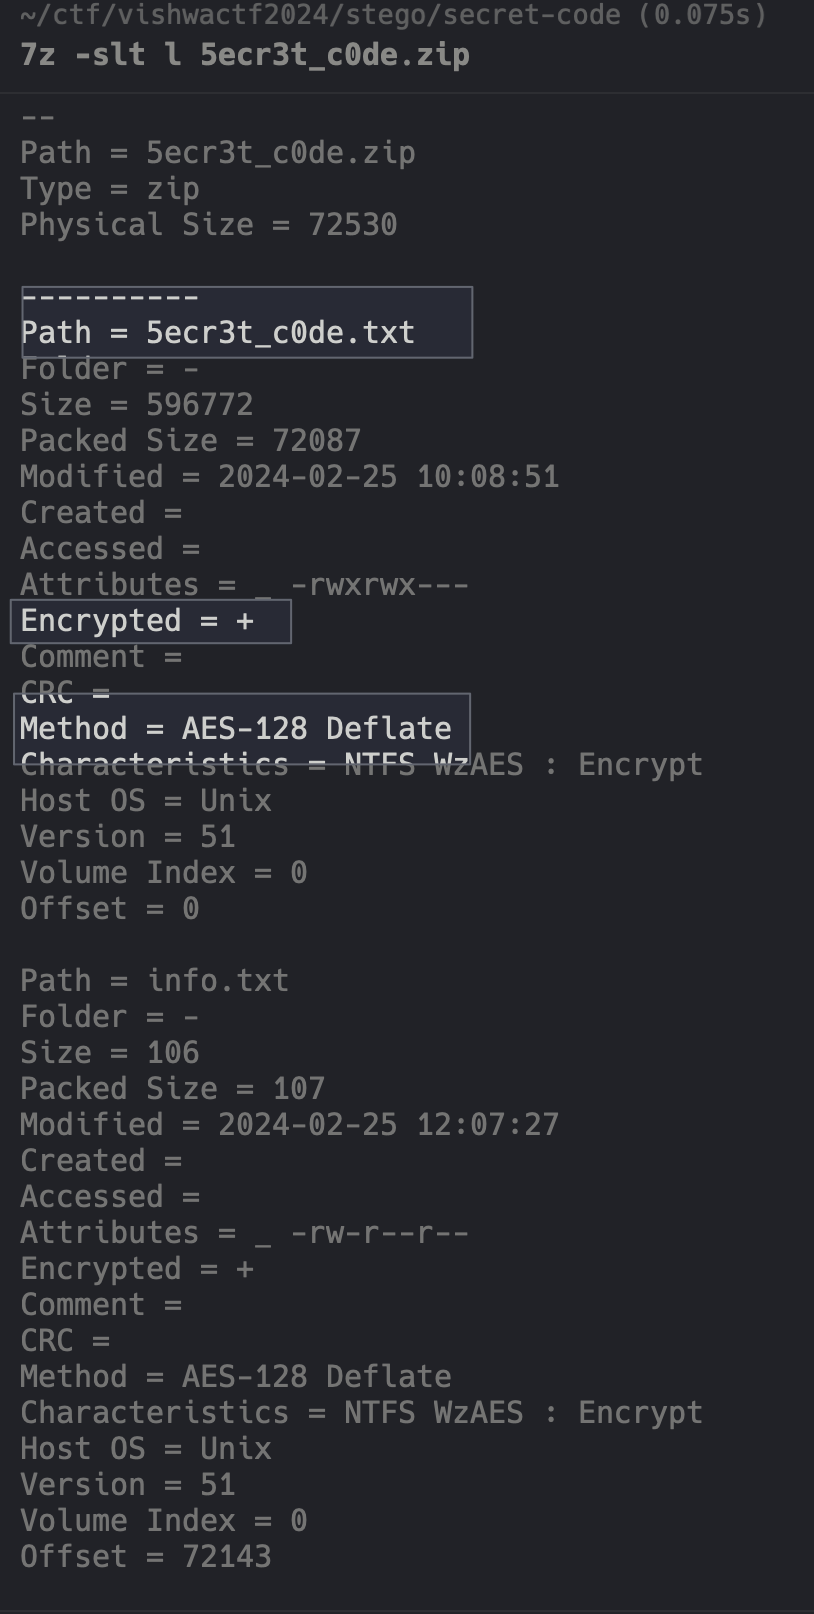 ~/ctf/vishwactf2024/stego/secret-code (0.075s)
7z -slt l 5ecr3t_c0de.zip
--
Path = 5ecr3t_c0de.zip
Type = zip
Physical Size = 72530
----------
Path = 5ecr3t_c0de.txt
Folder = -
Size = 596772
Packed Size = 72087
Modified = 2024-02-25 10:08:51
Created =
Accessed =
Attributes = _ -rwxrwx---
Encrypted = +
Comment =
CRC =
Method = AES-128 Deflate
Characteristics = NTFS WzAES : Encrypt
Host OS = Unix
Version = 51
Volume Index = 0
Offset = 0
Path = info.txt
Folder = -
Size = 106
Packed Size = 107
Modified = 2024-02-25 12:07:27
Created =
Accessed =
Attributes = _ -rw-r--r--
Encrypted = +
Comment =
CRC =
Method = AES-128 Deflate
Characteristics = NTFS WzAES : Encrypt
Host OS = Unix
Version = 51
Volume Index = 0
Offset = 72143